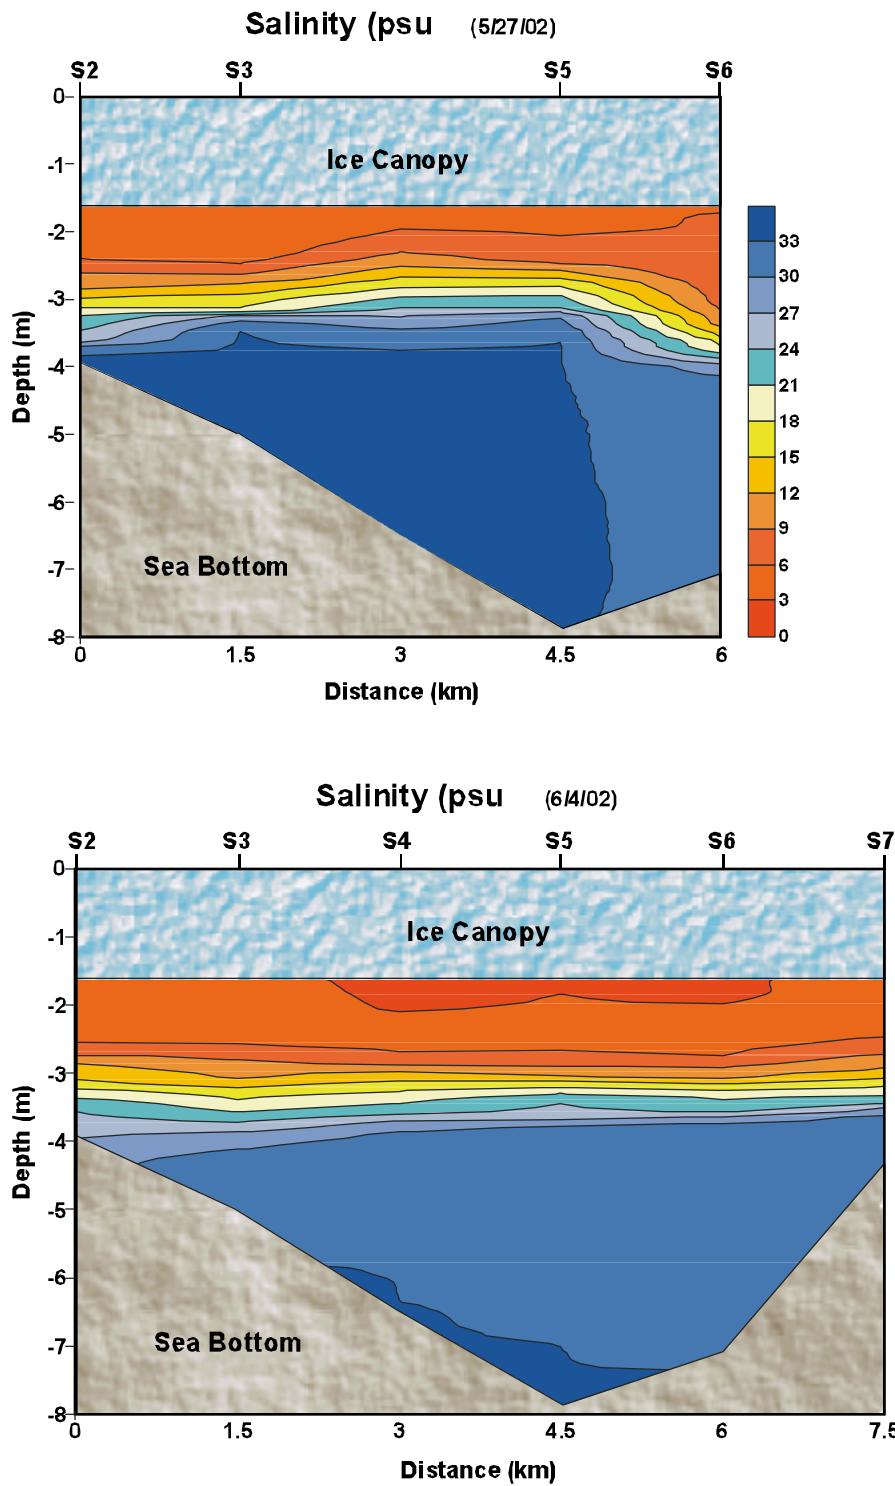 Salinity (psu (5/27/02)
S2 S3 S5 S6
0
-1
-2
-3
-4
-5
-6
-7
-8
Depth (m)
Ice Canopy
Sea Bottom
33
30
27
24
21
18
15
12
9
6
3
0
0 1.5 3 4.5 6
Distance (km)
Salinity (psu (6/4/02)
S2 S3 S4 S5 S6 S7
0
-1
-2
-3
-4
-5
-6
-7
-8
Depth (m)
Ice Canopy
Sea Bottom
0 1.5 3 4.5 6 7.5
Distance (km)